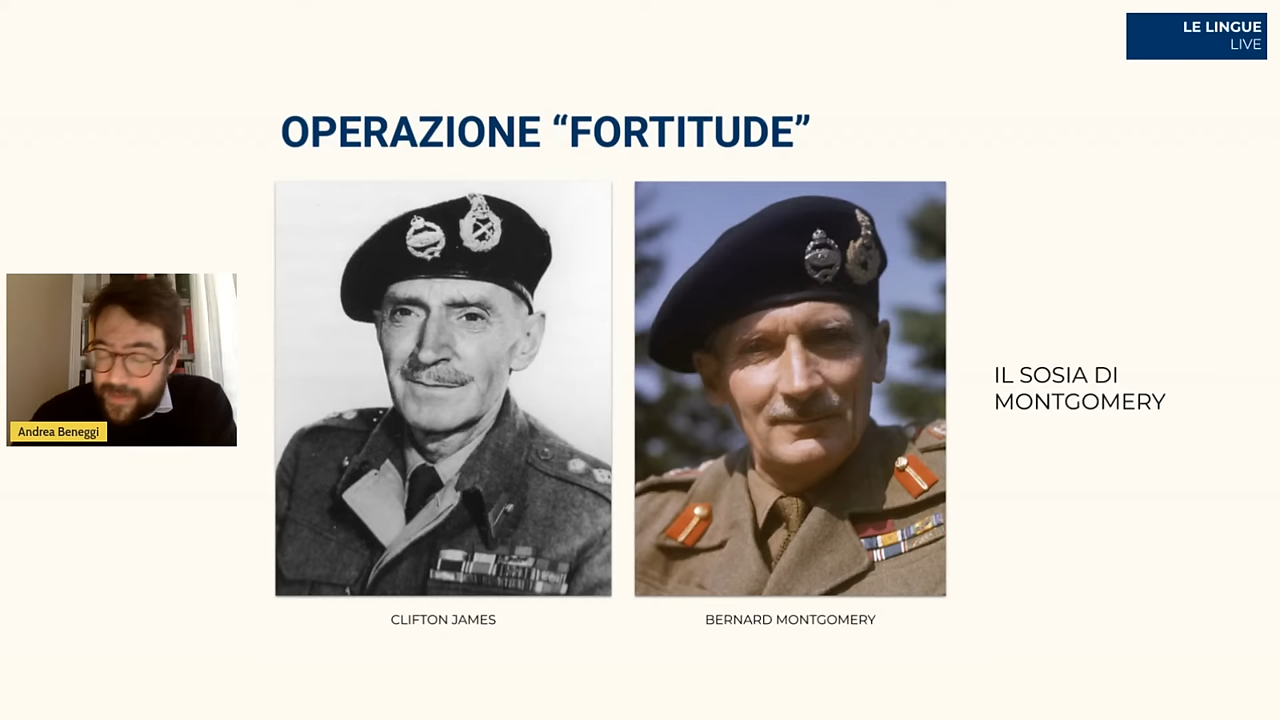 LE LINGUE
LIVE
OPERAZIONE “FORTITUDE”
Andrea Beneggi
IL SOSIA DI
MONTGOMERY
CLIFTON JAMES
BERNARD MONTGOMERY